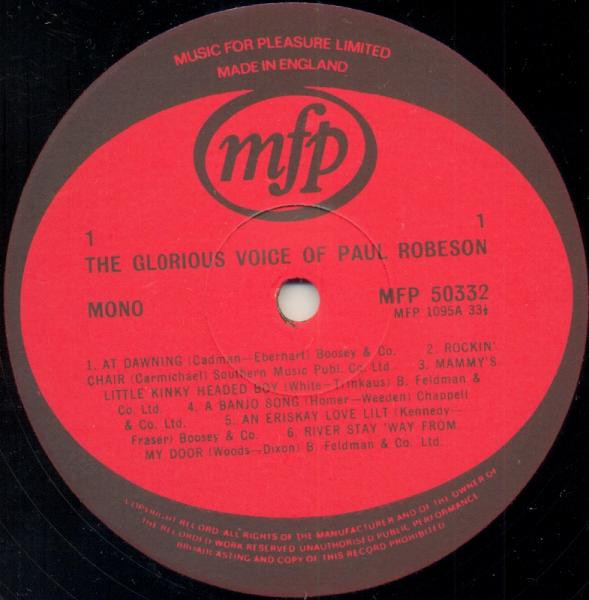 MUSIC FOR PLEASURE LIMITED
MADE IN ENGLAND
mfp
1 1
THE GLORIOUS VOICE OF PAUL ROBESON
MONO MFP 50332
MFP 1095A 33⅓
1. AT DAWNING (Cadman—Eberhart) Boosey & Co. 2. ROCKIN'
CHAIR (Carmichael) Southern Music Publ. Co. Ltd. 3. MAMMY'S
LITTLE KINKY HEADED BOY (White—Trinkaus) B. Feldman &
Co. Ltd. 4. A BANJO SONG (Homer—Weeden) Chappell
& Co. Ltd. 5. AN ERISKAY LOVE LILT (Kennedy—
Fraser) Boosey & Co. 6. RIVER STAY 'WAY FROM
MY DOOR (Woods—Dixon) B. Feldman & Co. Ltd.
COPYRIGHT RECORD·ALL RIGHTS OF THE MANUFACTURER AND OF THE OWNER OF
THE RECORDED WORK RESERVED UNAUTHORISED PUBLIC PERFORMANCE
BROADCASTING AND COPY OF THIS RECORD PROHIBITED